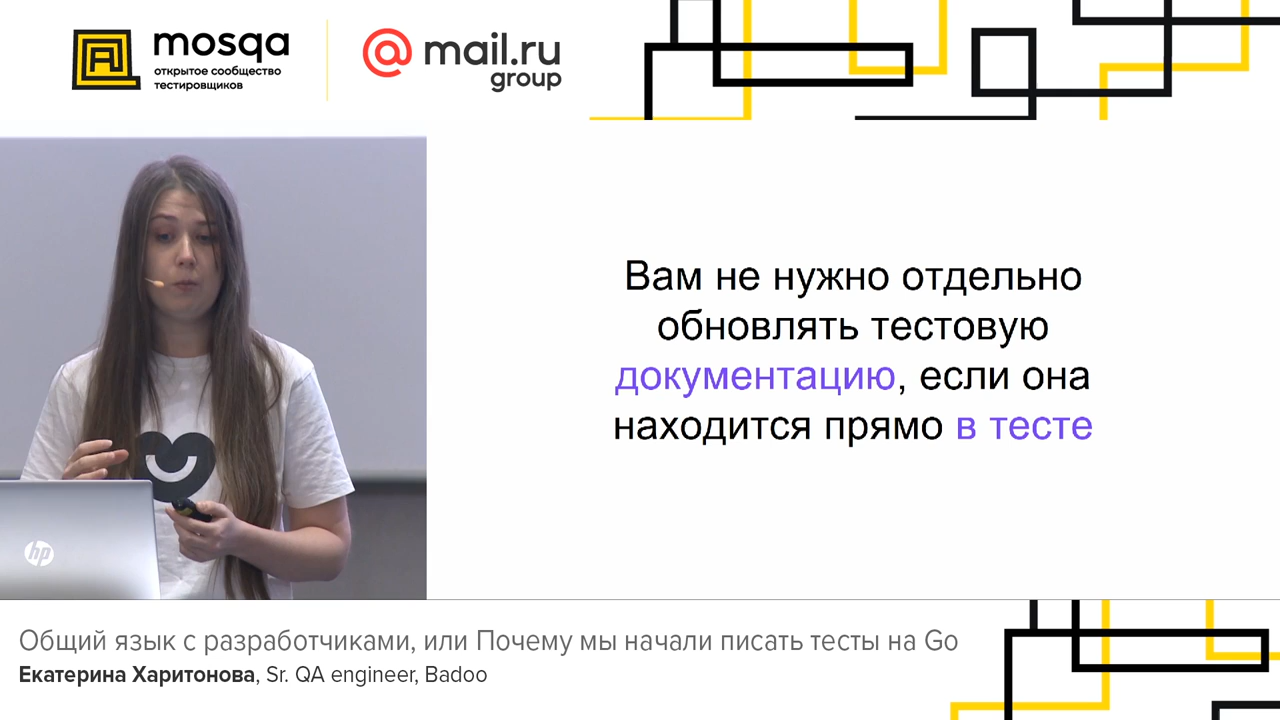 mosqa
открытое сообщество
тестировщиков
@mail.ru
group
Вам не нужно отдельно
обновлять тестовую
документацию, если она
находится прямо в тесте
hp
Общий язык с разработчиками, или Почему мы начали писать тесты на Go
Екатерина Харитонова, Sr. QA engineer, Badoo